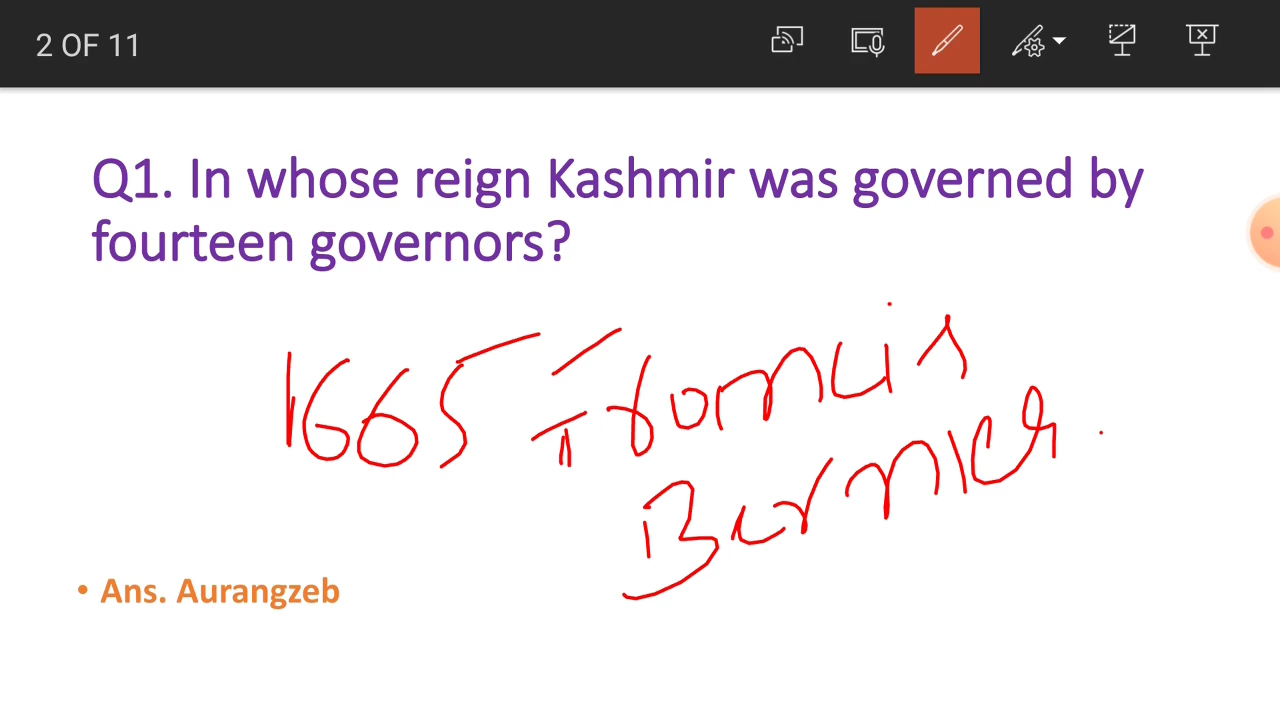 2 OF 11
Q1. In whose reign Kashmir was governed by
fourteen governors?
1665 Francis
Bernier
• Ans. Aurangzeb